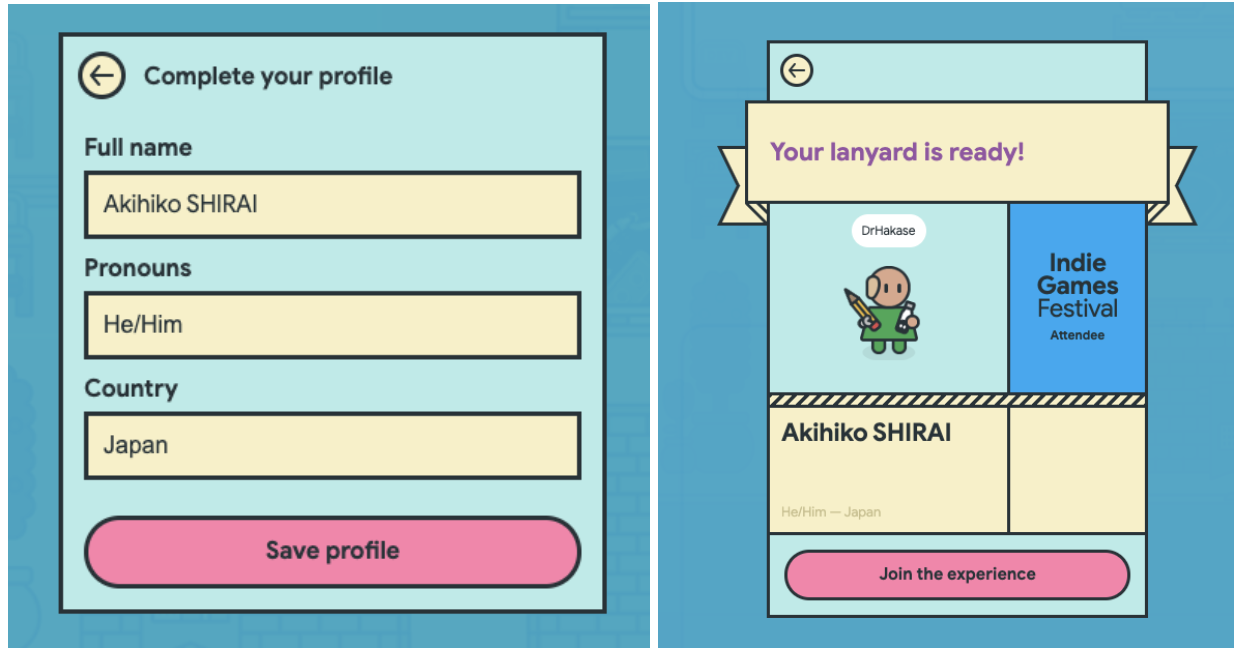 Complete your profile
Full name
Akihiko SHIRAI
Pronouns
He/Him
Country
Japan
Save profile
Your lanyard is ready!
DrHakase
Indie
Games
Festival
Attendee
Akihiko SHIRAI
He/Him — Japan
Join the experience